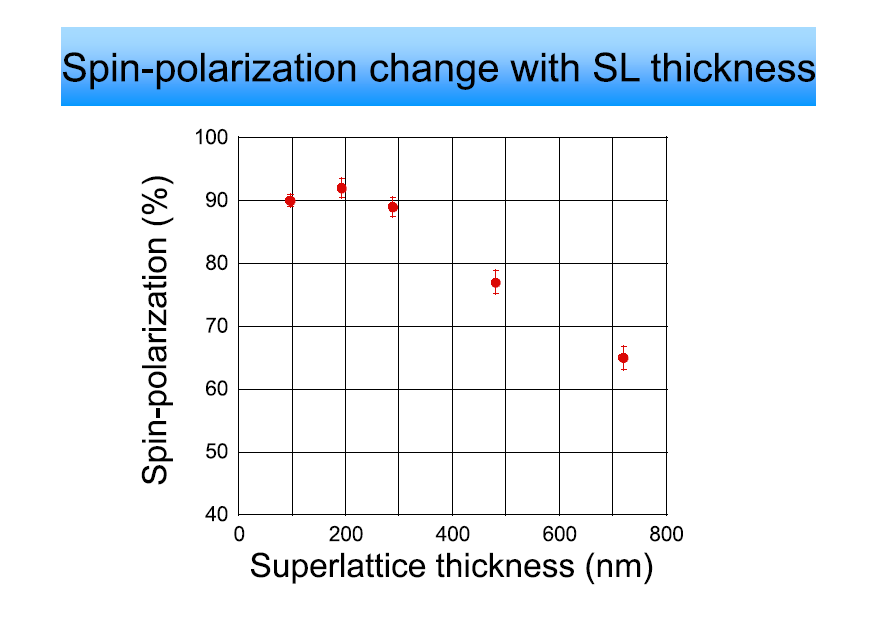 Spin-polarization change with SL thickness
100
90
80
70
60
50
40
Spin-polarization (%)
0 200 400 600 800
Superlattice thickness (nm)